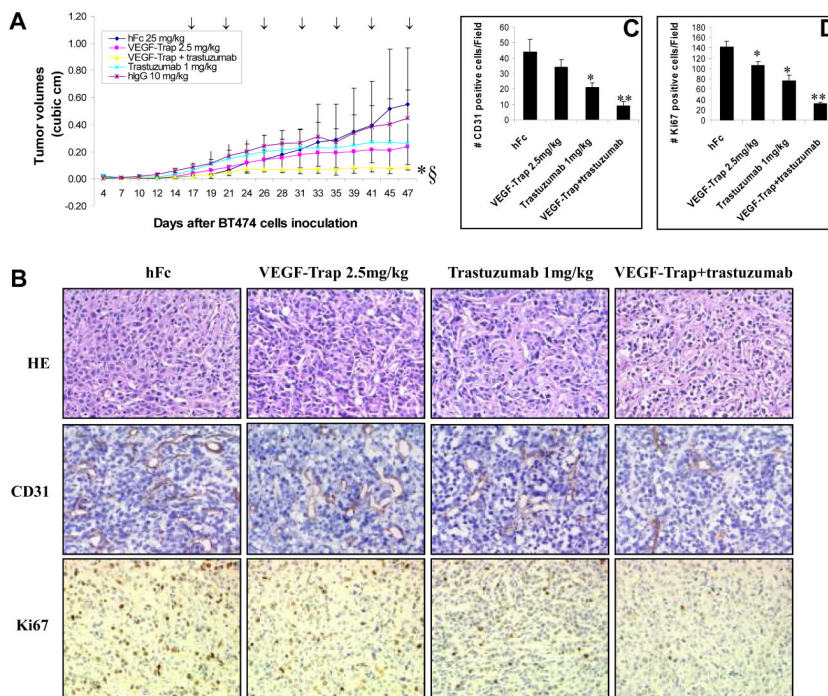 A
1.20
1.00
0.80
0.60
0.40
0.20
0.00
-0.20
Tumor volumes
(cubic cm)
hFc 25 mg/kg
VEGF-Trap 2.5 mg/kg
VEGF-Trap + trastuzumab
Trastuzumab 1 mg/kg
hIgG 10 mg/kg
↓ ↓ ↓ ↓ ↓ ↓ ↓
*§
4 7 10 12 14 17 19 21 24 26 28 31 33 35 39 41 45 47
Days after BT474 cells inoculation
C
# CD31 positive cells/Field
60
50
40
30
20
10
0
*
**
hFc
VEGF-Trap 2.5mg/kg
Trastuzumab 1mg/kg
VEGF-Trap+trastuzumab
D
# Ki67 positive cells/Field
180
160
140
120
100
80
60
40
20
0
*
*
**
hFc
VEGF-Trap 2.5mg/kg
Trastuzumab 1mg/kg
VEGF-Trap+trastuzumab
B
hFc VEGF-Trap 2.5mg/kg Trastuzumab 1mg/kg VEGF-Trap+trastuzumab
HE
CD31
Ki67